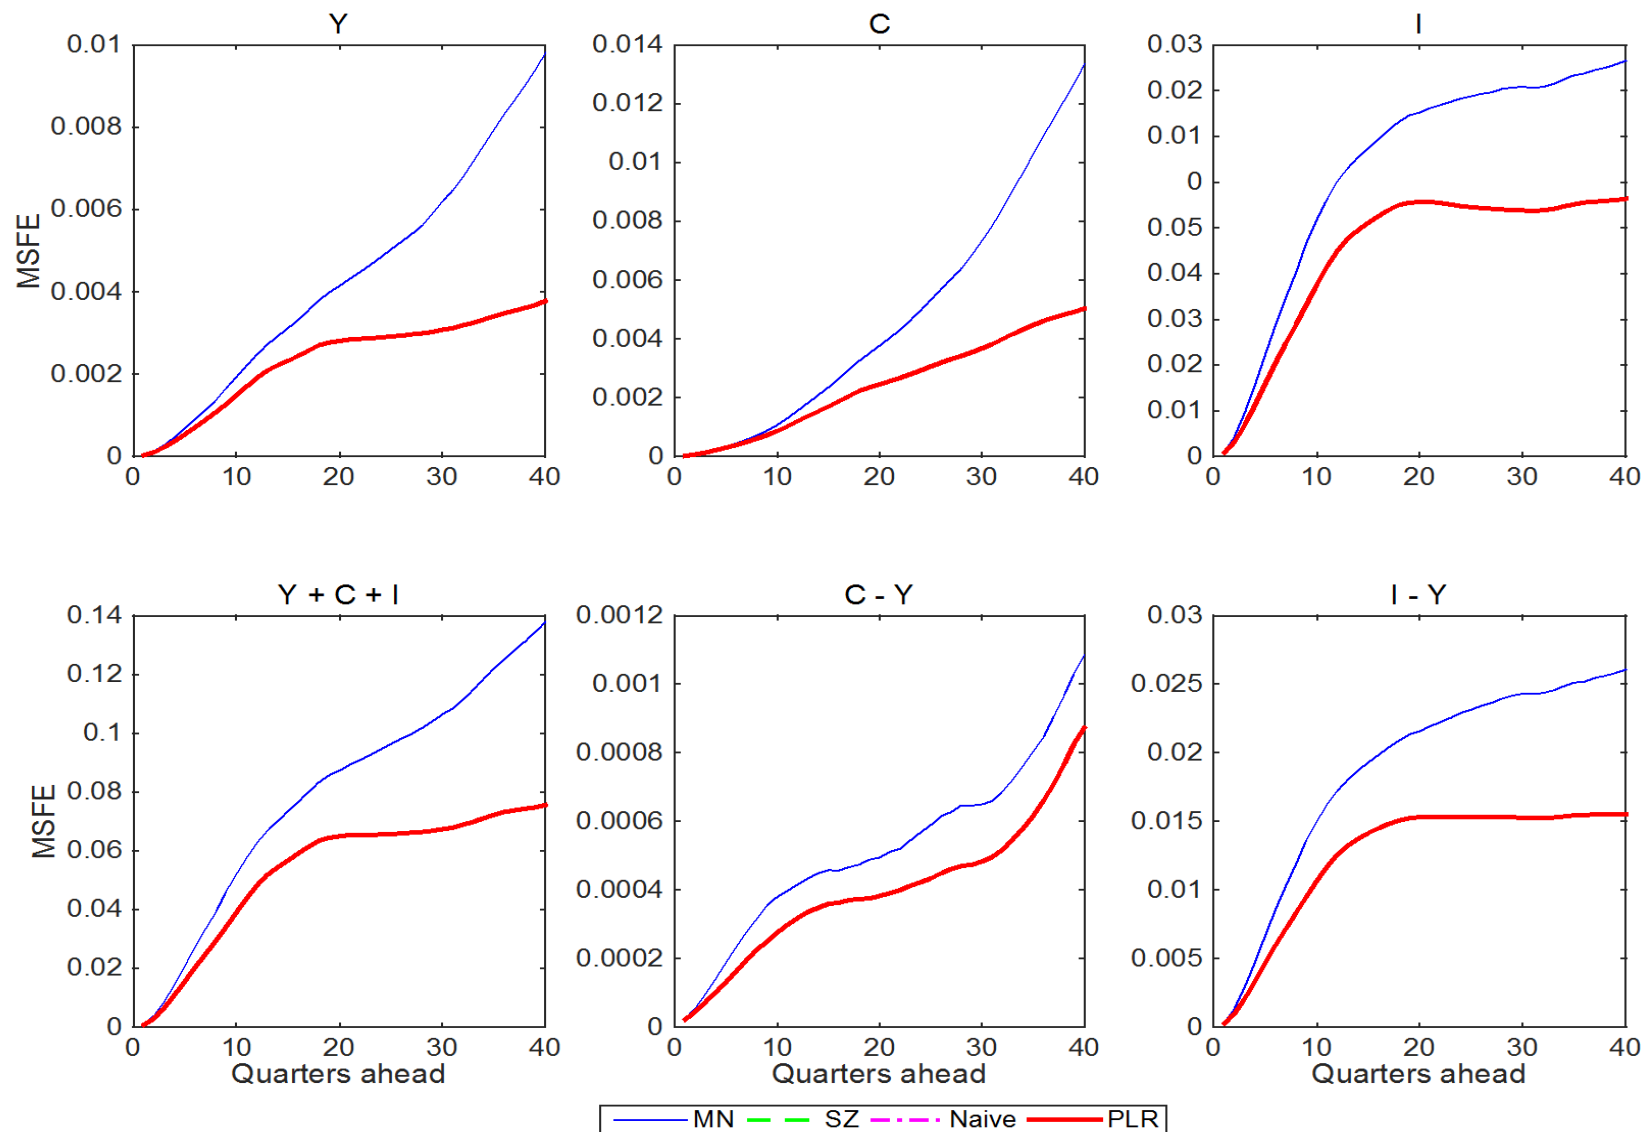 Y
C
I
0.01
0.008
0.006
0.004
0.002
0
MSFE
0 10 20 30 40
0.014
0.012
0.01
0.008
0.006
0.004
0.002
0
0 10 20 30 40
0.03
0.02
0.01
0
0.05
0.04
0.03
0.02
0.01
0
0 10 20 30 40
Y + C + I
C - Y
I - Y
0.14
0.12
0.1
0.08
0.06
0.04
0.02
0
MSFE
0 10 20 30 40
Quarters ahead
0.0012
0.001
0.0008
0.0006
0.0004
0.0002
0
0 10 20 30 40
Quarters ahead
0.03
0.025
0.02
0.015
0.01
0.005
0
0 10 20 30 40
Quarters ahead
MN SZ Naive PLR